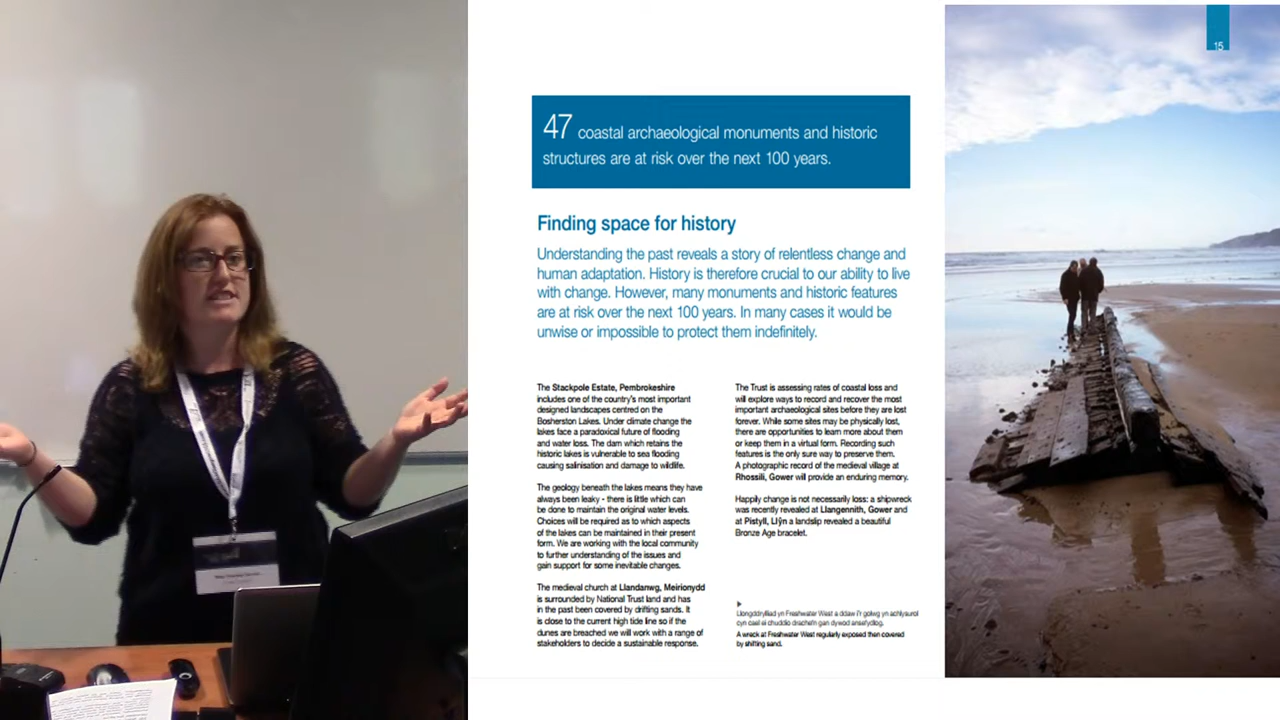 15
47 coastal archaeological monuments and historic
structures are at risk over the next 100 years.
Finding space for history
Understanding the past reveals a story of relentless change and
human adaptation. History is therefore crucial to our ability to live
with change. However, many monuments and historic features
are at risk over the next 100 years. In many cases it would be
unwise or impossible to protect them indefinitely.
The Stackpole Estate, Pembrokeshire
includes one of the country's most important
designed landscapes centred on the
Bosherston Lakes. Under climate change the
lakes face a paradoxical future of flooding
and water loss. The dam which retains the
historic lakes is vulnerable to sea flooding
causing salinisation and damage to wildlife.
The geology beneath the lakes means they have
always been leaky - there is little which can
be done to maintain the original water levels.
Choices will be required as to which aspects
of the lakes can be maintained in their present
form. We are working with the local community
to further understanding of the issues and
gain support for some inevitable changes.
The medieval church at Llandanwg, Meirionydd
is surrounded by National Trust land and has
in the past been covered by drifting sands. It
is close to the current high tide line so if the
dunes are breached we will work with a range of
stakeholders to decide a sustainable response.
The Trust is assessing rates of coastal loss and
will explore ways to record and recover the most
important archaeological sites before they are lost
forever. While some sites may be physically lost,
there are opportunities to learn more about them
or keep them in a virtual form. Recording such
features is the only sure way to preserve them.
A photographic record of the medieval village at
Rhossili, Gower will provide an enduring memory.
Happily change is not necessarily loss: a shipwreck
was recently revealed at Llangennith, Gower and
at Pistyll, Llŷn a landslip revealed a beautiful
Bronze Age bracelet.
Llongddrylliad yn Freshwater West a ddaw i'r golwg yn achlysurol
cyn cael ei chuddio drachefn gan dywod ansefydlog.
A wreck at Freshwater West regularly exposed then covered
by shifting sand.